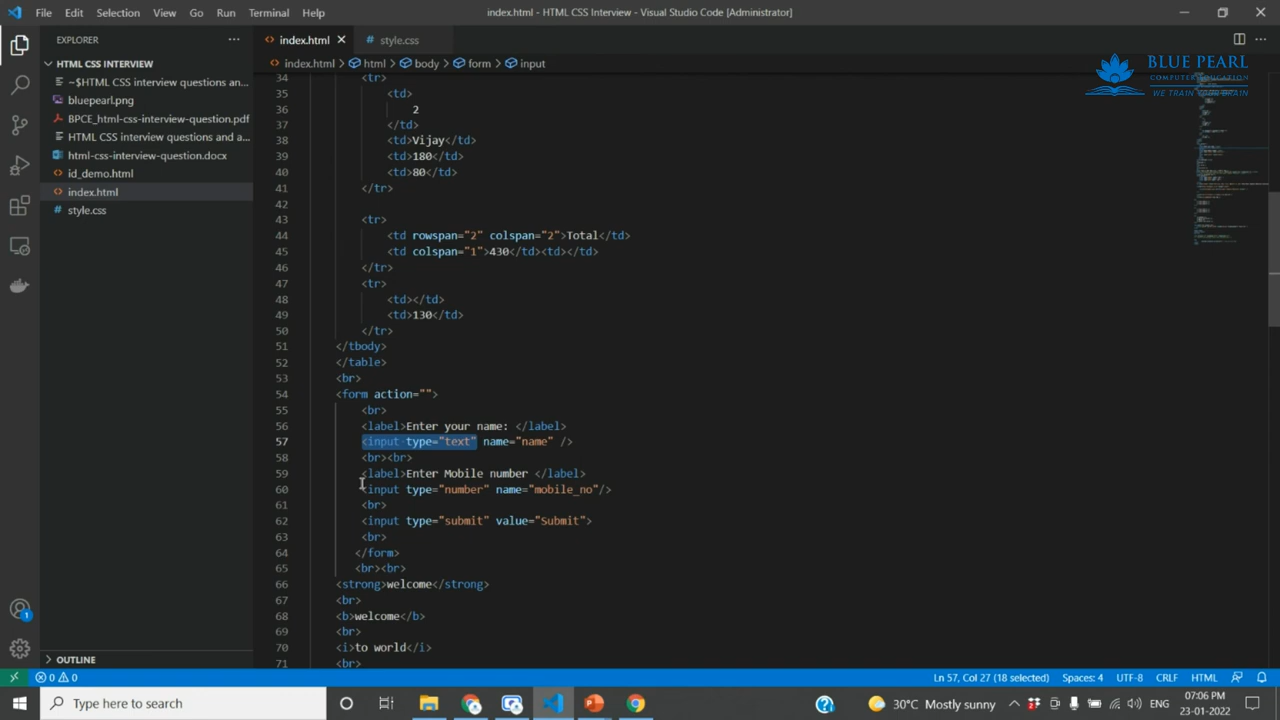 File Edit Selection View Go Run Terminal Help
index.html - HTML CSS Interview - Visual Studio Code [Administrator]
EXPLORER
index.html
style.css
BLUE PEARL
COMPUTER EDUCATION
WE TRAIN YOUR BRAIN
HTML CSS INTERVIEW
~$HTML CSS interview questions an...
bluepearl.png
BPCE_html-css-interview-question.pdf
HTML CSS interview questions and a...
html-css-interview-question.docx
id_demo.html
index.html
style.css
OUTLINE
index.html > html > body > form > input
34 <tr>
35 <td>
36 2
37 </td>
38 <td>Vijay</td>
39 <td>180</td>
40 <td>80</td>
41 </tr>
42
43 <tr>
44 <td rowspan="2" colspan="2">Total</td>
45 <td colspan="1">430</td><td></td>
46 </tr>
47 <tr>
48 <td></td>
49 <td>130</td>
50 </tr>
51 </tbody>
52 </table>
53 <br>
54 <form action="">
55 <br>
56 <label>Enter your name: </label>
57 <input type="text" name="name" />
58 <br><br>
59 <label>Enter Mobile number </label>
60 <input type="number" name="mobile_no"/>
61 <br>
62 <input type="submit" value="Submit">
63 <br>
64 </form>
65 <br><br>
66 <strong>welcome</strong>
67 <br>
68 <b>welcome</b>
69 <br>
70 <i>to world</i>
71 <br>
0 0 Ln 57, Col 27 (18 selected) Spaces: 4 UTF-8 CRLF HTML
Type here to search
30°C Mostly sunny
ENG
07:06 PM
23-01-2022